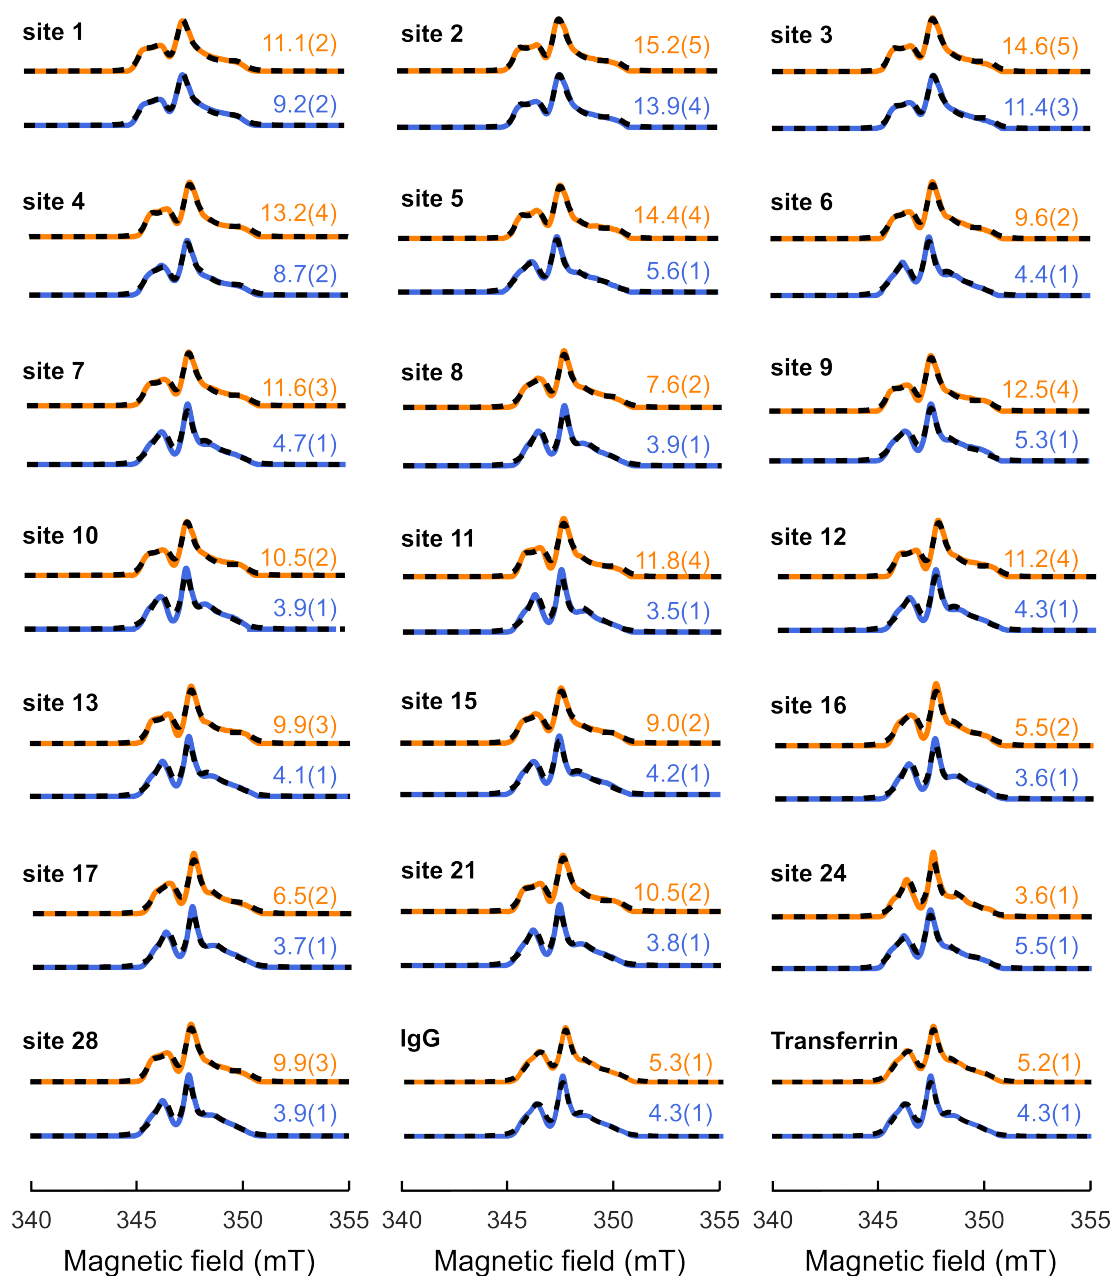 site 1
11.1(2)
9.2(2)
site 2
15.2(5)
13.9(4)
site 3
14.6(5)
11.4(3)
site 4
13.2(4)
8.7(2)
site 5
14.4(4)
5.6(1)
site 6
9.6(2)
4.4(1)
site 7
11.6(3)
4.7(1)
site 8
7.6(2)
3.9(1)
site 9
12.5(4)
5.3(1)
site 10
10.5(2)
3.9(1)
site 11
11.8(4)
3.5(1)
site 12
11.2(4)
4.3(1)
site 13
9.9(3)
4.1(1)
site 15
9.0(2)
4.2(1)
site 16
5.5(2)
3.6(1)
site 17
6.5(2)
3.7(1)
site 21
10.5(2)
3.8(1)
site 24
3.6(1)
5.5(1)
site 28
9.9(3)
3.9(1)
IgG
5.3(1)
4.3(1)
Transferrin
5.2(1)
4.3(1)
340 345 350 355
340 345 350 355
340 345 350 355
Magnetic field (mT)
Magnetic field (mT)
Magnetic field (mT)